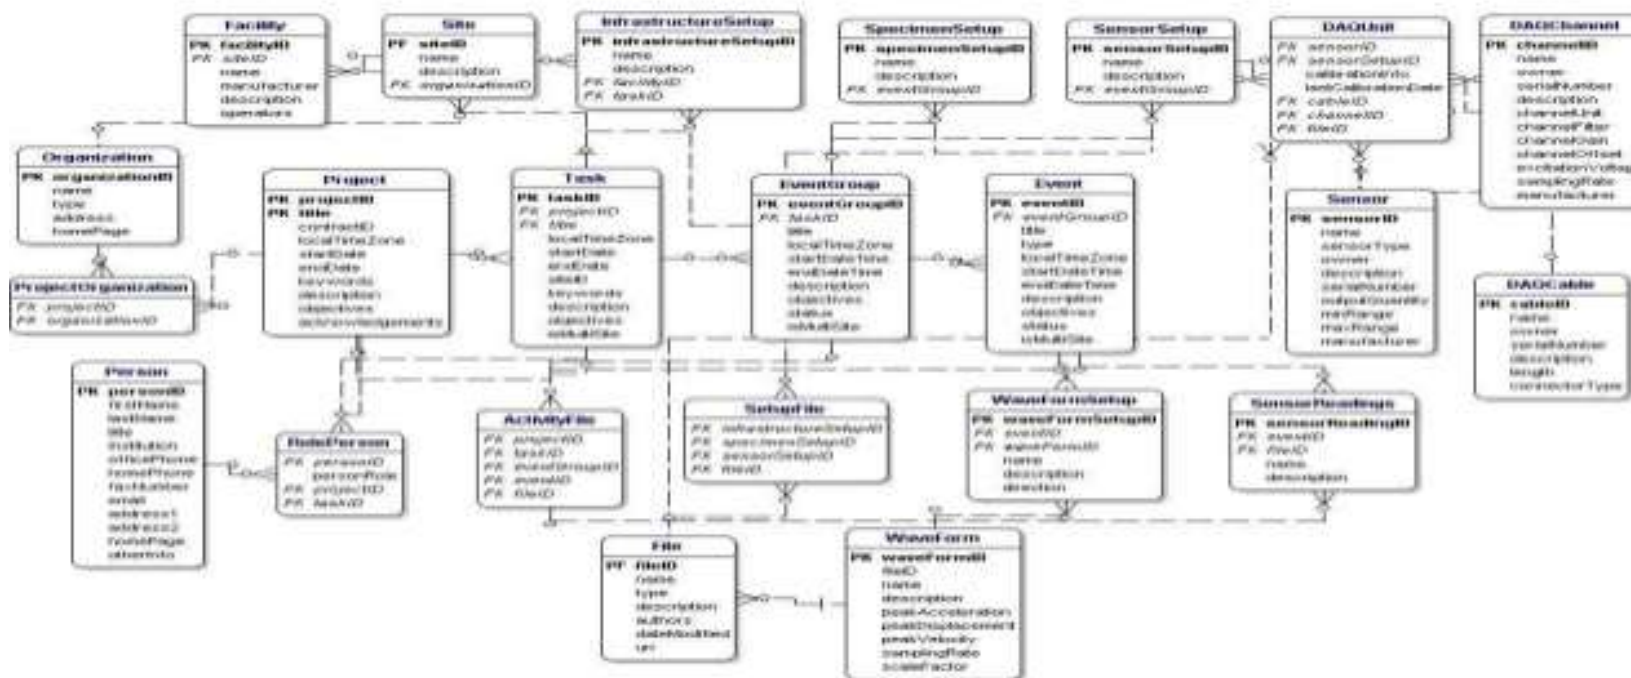 Facility
PK facilityID
FK siteID
name
manufacturer
description
operators
Site
PF siteID
name
description
FK organizationID
InfrastructureSetup
PK infrastructureSetupID
name
description
FK facilityID
FK taskID
SpecimenSetup
PK specimenSetupID
name
description
FK eventGroupID
SensorSetup
PK sensorSetupID
name
description
FK eventGroupID
DAQUnit
FK sensorID
FK sensorSetupID
calibrationInfo
lastCalibrationDate
FK cableID
FK channelID
FK fileID
DAQChannel
PK channelID
name
owner
serialNumber
description
channelUnit
channelFilter
channelGain
channelOffset
excitationVoltag
samplingRate
manufacturer
Organization
PK organizationID
name
type
address
homePage
Project
PK projectID
PK title
contractID
localTimeZone
startDate
endDate
keywords
description
objectives
acknowledgements
Task
PK taskID
FK projectID
FK title
localTimeZone
startDate
endDate
siteID
keywords
description
objectives
isMultiSite
EventGroup
PK eventGroupID
FK taskID
title
localTimeZone
startDateTime
endDateTime
description
objectives
status
isMultiSite
Event
PK eventID
FK eventGroupID
title
type
localTimeZone
startDateTime
endDateTime
description
objectives
status
isMultiSite
Sensor
PK sensorID
name
sensorType
owner
description
serialNumber
outputQuantity
minRange
maxRange
manufacturer
ProjectOrganization
FK projectID
FK organizationID
DAQCable
PK cableID
name
owner
serialNumber
description
length
connectorType
Person
PK personID
firstName
lastName
title
institution
officePhone
homePhone
faxNumber
email
address1
address2
homePage
otherInfo
RolePerson
FK personID
personRole
FK projectID
FK taskID
ActivityFile
FK projectID
FK taskID
FK eventGroupID
FK eventID
FK fileID
SetupFile
FK infrastructureSetupID
FK specimenSetupID
FK sensorSetupID
FK fileID
WaveFormSetup
PK waveFormSetupID
FK eventID
FK waveFormID
name
description
direction
SensorReadings
PK sensorReadingID
FK eventID
FK fileID
name
description
File
PF fileID
name
type
description
authors
dateModified
uri
WaveForm
PK waveFormID
fileID
name
description
peakAcceleration
peakDisplacement
peakVelocity
samplingRate
scaleFactor